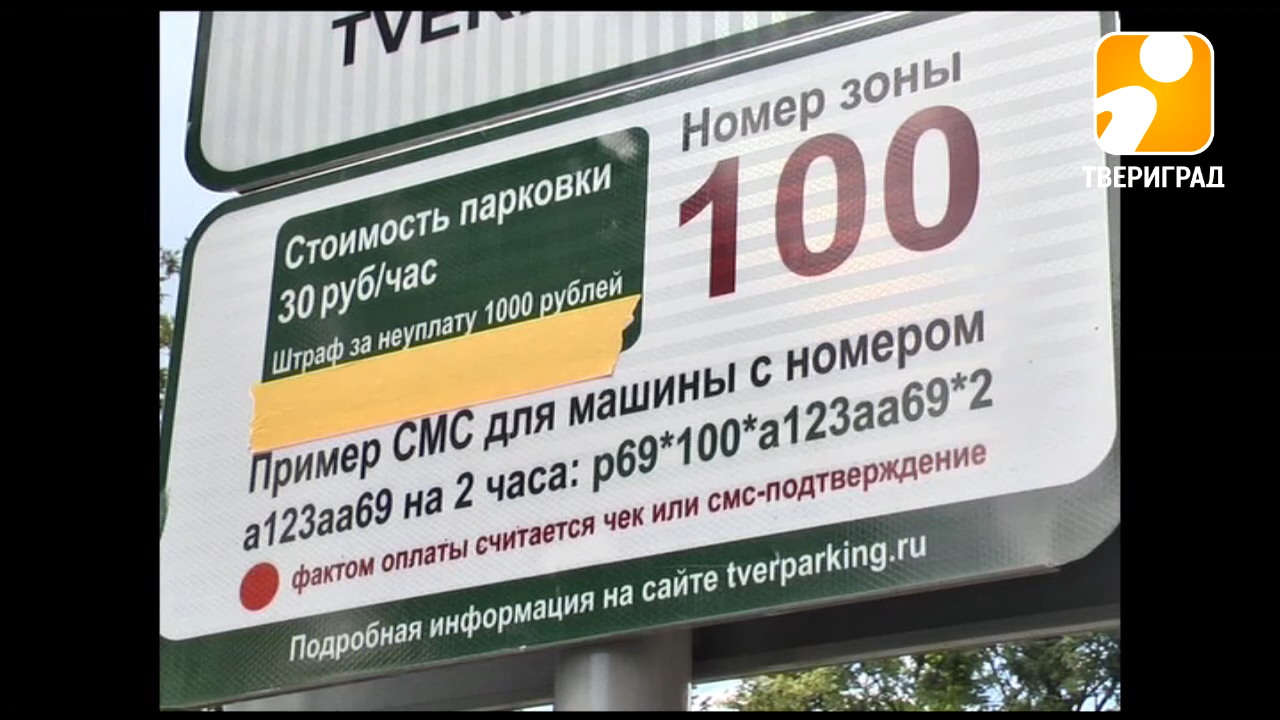 TVER
Номер зоны
100
Стоимость парковки
30 руб/час
Штраф за неуплату 1000 рублей
Пример СМС для машины с номером
а123аа69 на 2 часа: р69*100*а123аа69*2
фактом оплаты считается чек или смс-подтверждение
Подробная информация на сайте tverparking.ru
ТВЕРИГРАД